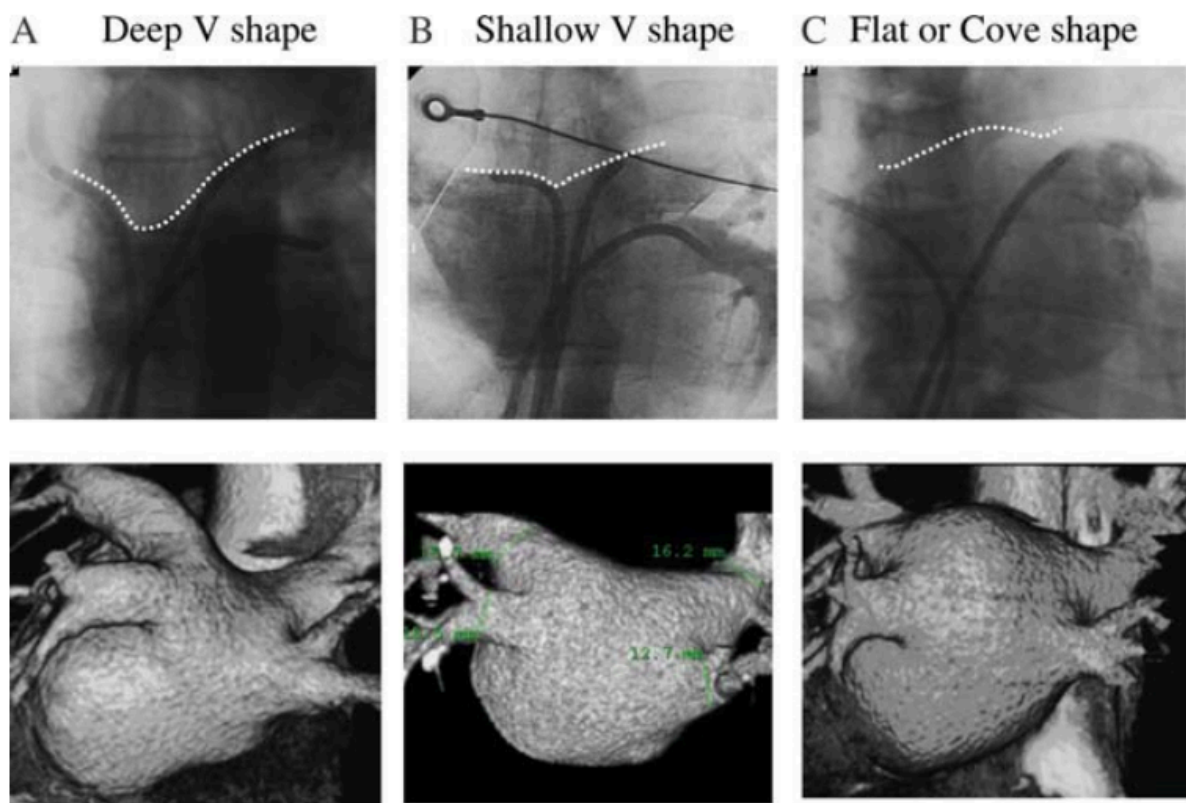 A Deep V shape
B Shallow V shape
C Flat or Cove shape
16.2 mm
12.7 mm